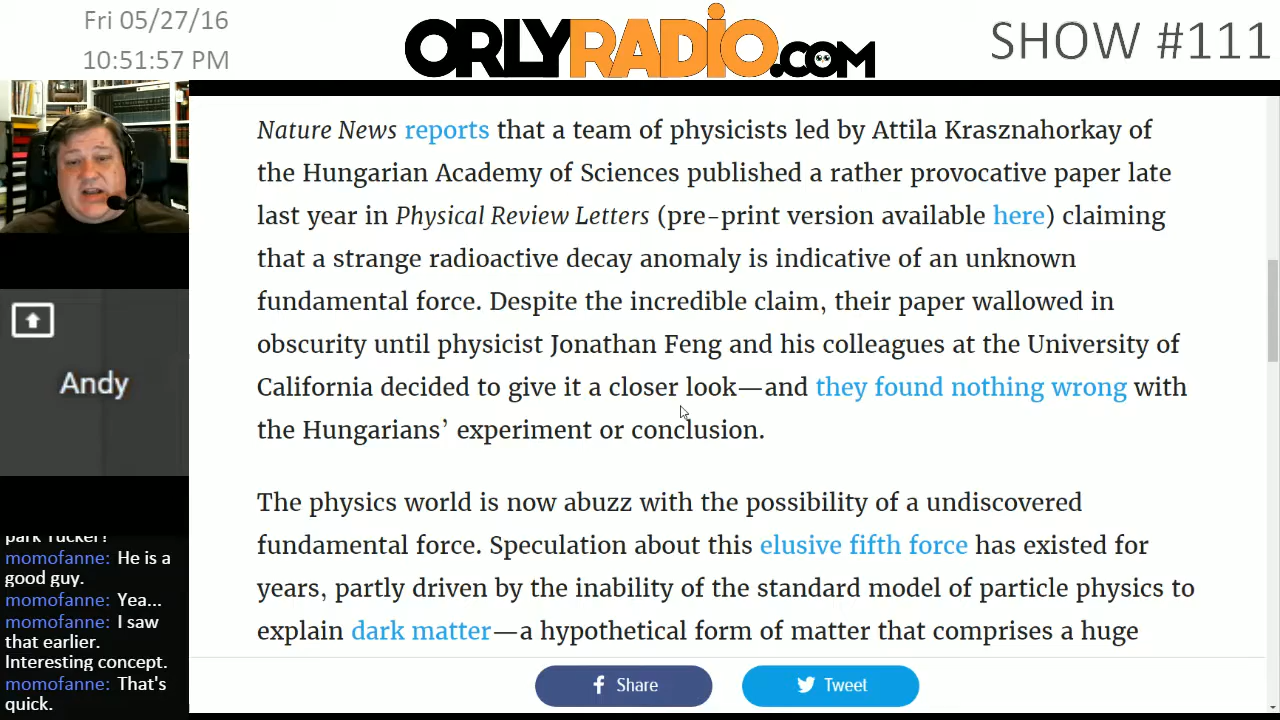 Fri 05/27/16
10:51:57 PM
ORLYRADIO.COM
SHOW #111
Nature News reports that a team of physicists led by Attila Krasznahorkay of
the Hungarian Academy of Sciences published a rather provocative paper late
last year in Physical Review Letters (pre-print version available here) claiming
that a strange radioactive decay anomaly is indicative of an unknown
fundamental force. Despite the incredible claim, their paper wallowed in
obscurity until physicist Jonathan Feng and his colleagues at the University of
California decided to give it a closer look—and they found nothing wrong with
the Hungarians’ experiment or conclusion.
The physics world is now abuzz with the possibility of a undiscovered
fundamental force. Speculation about this elusive fifth force has existed for
years, partly driven by the inability of the standard model of particle physics to
explain dark matter—a hypothetical form of matter that comprises a huge
Share
Tweet
Andy
park Tucker!
momofanne: He is a
good guy.
momofanne: Yea...
momofanne: I saw
that earlier.
Interesting concept.
momofanne: That's
quick.